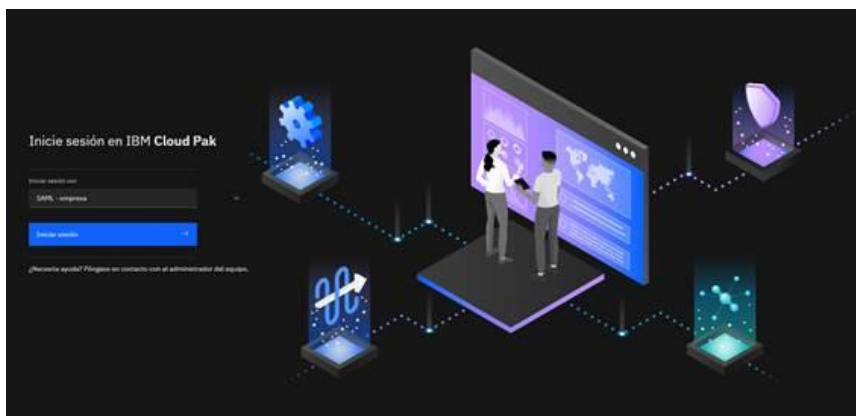 Inicie sesión en IBM Cloud Pak
Iniciar sesión con
SAML - empresa
Iniciar sesión
¿Necesita ayuda? Póngase en contacto con el administrador del equipo.